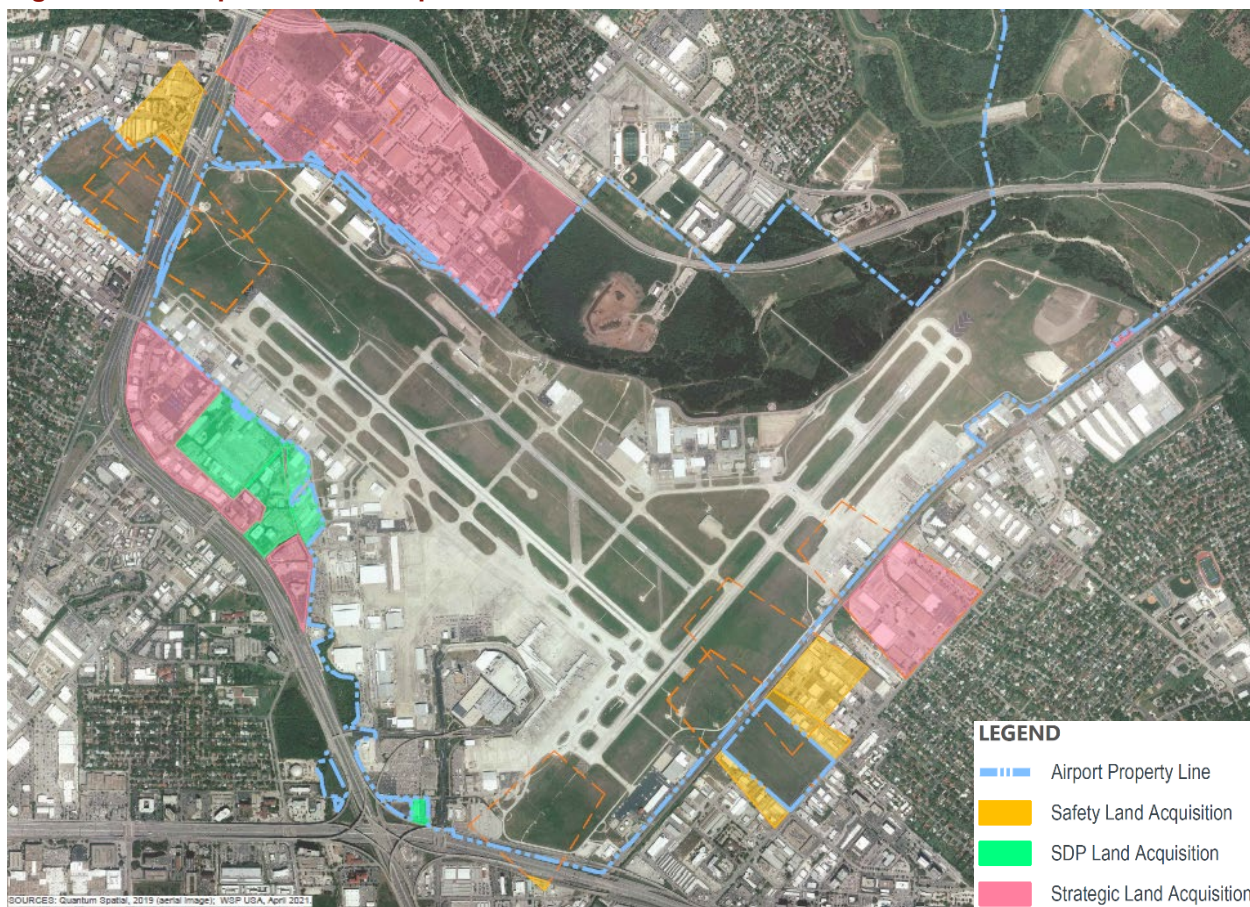 LEGEND
Airport Property Line
Safety Land Acquisition
SDP Land Acquisition
Strategic Land Acquisition
SOURCES: Quantum Spatial, 2019 (aerial image); WSP USA, April 2021.